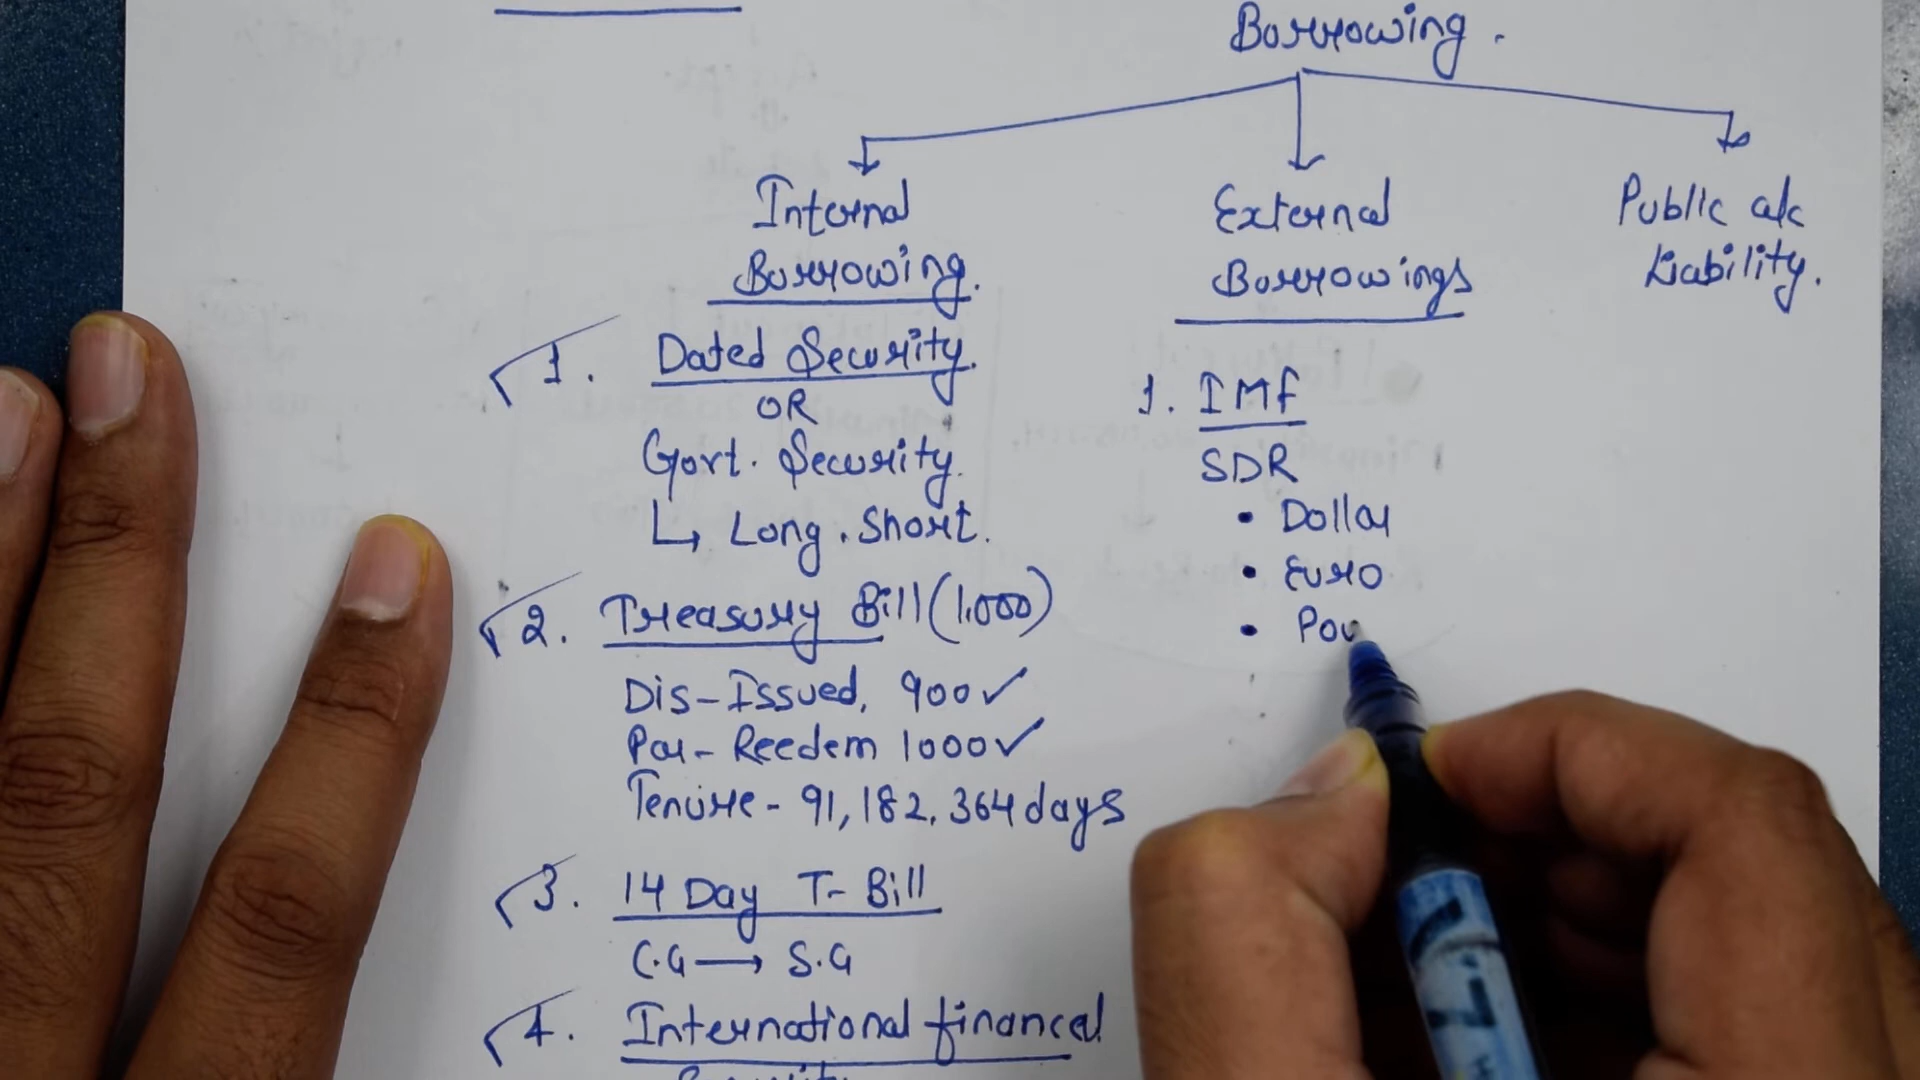 Borrowing.
Internal
Borrowing.
1. Dated Security.
OR
Govt. Security.
Long. Short.
2. Treasury Bill (1,000)
Dis-Issued, 900✓
Par- Reedem 1000✓
Tenure - 91, 182, 364 days
3. 14 Day T- Bill
C.G → S.G
4. International financal
External
Borrowings
1. IMF
SDR
• Dollar
• Euro
• Pou
Public a/c
Liability.